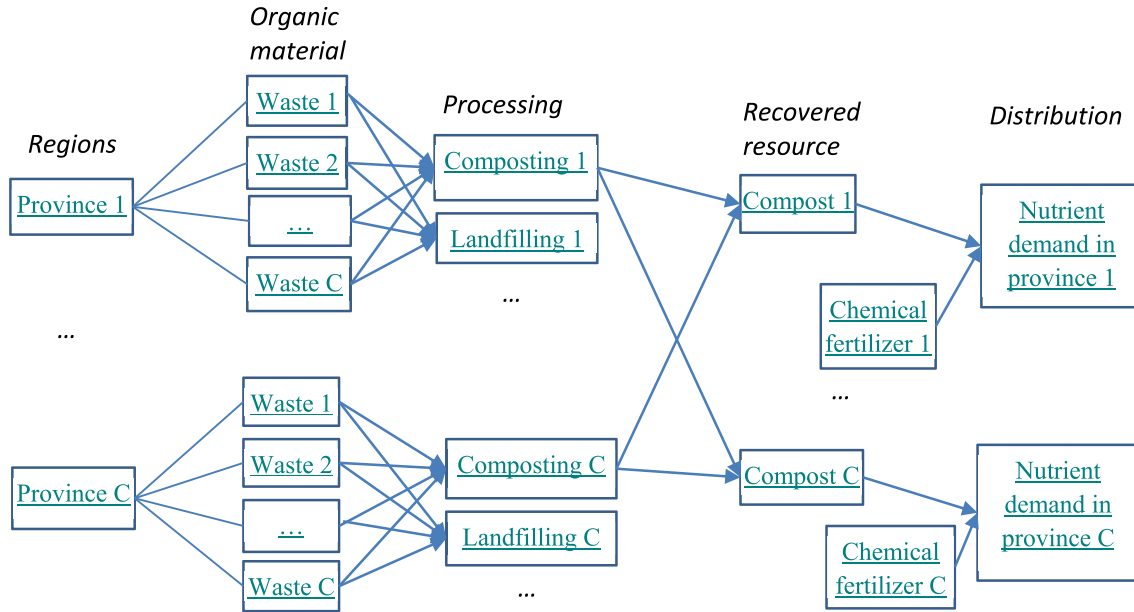 Organic
material
Processing
Recovered
resource
Distribution
Regions
Province 1
...
Province C
Waste 1
Waste 2
...
Waste C
Waste 1
Waste 2
...
Waste C
Composting 1
Landfilling 1
...
Composting C
Landfilling C
...
Compost 1
Compost C
Chemical
fertilizer 1
...
Chemical
fertilizer C
Nutrient
demand in
province 1
Nutrient
demand in
province C